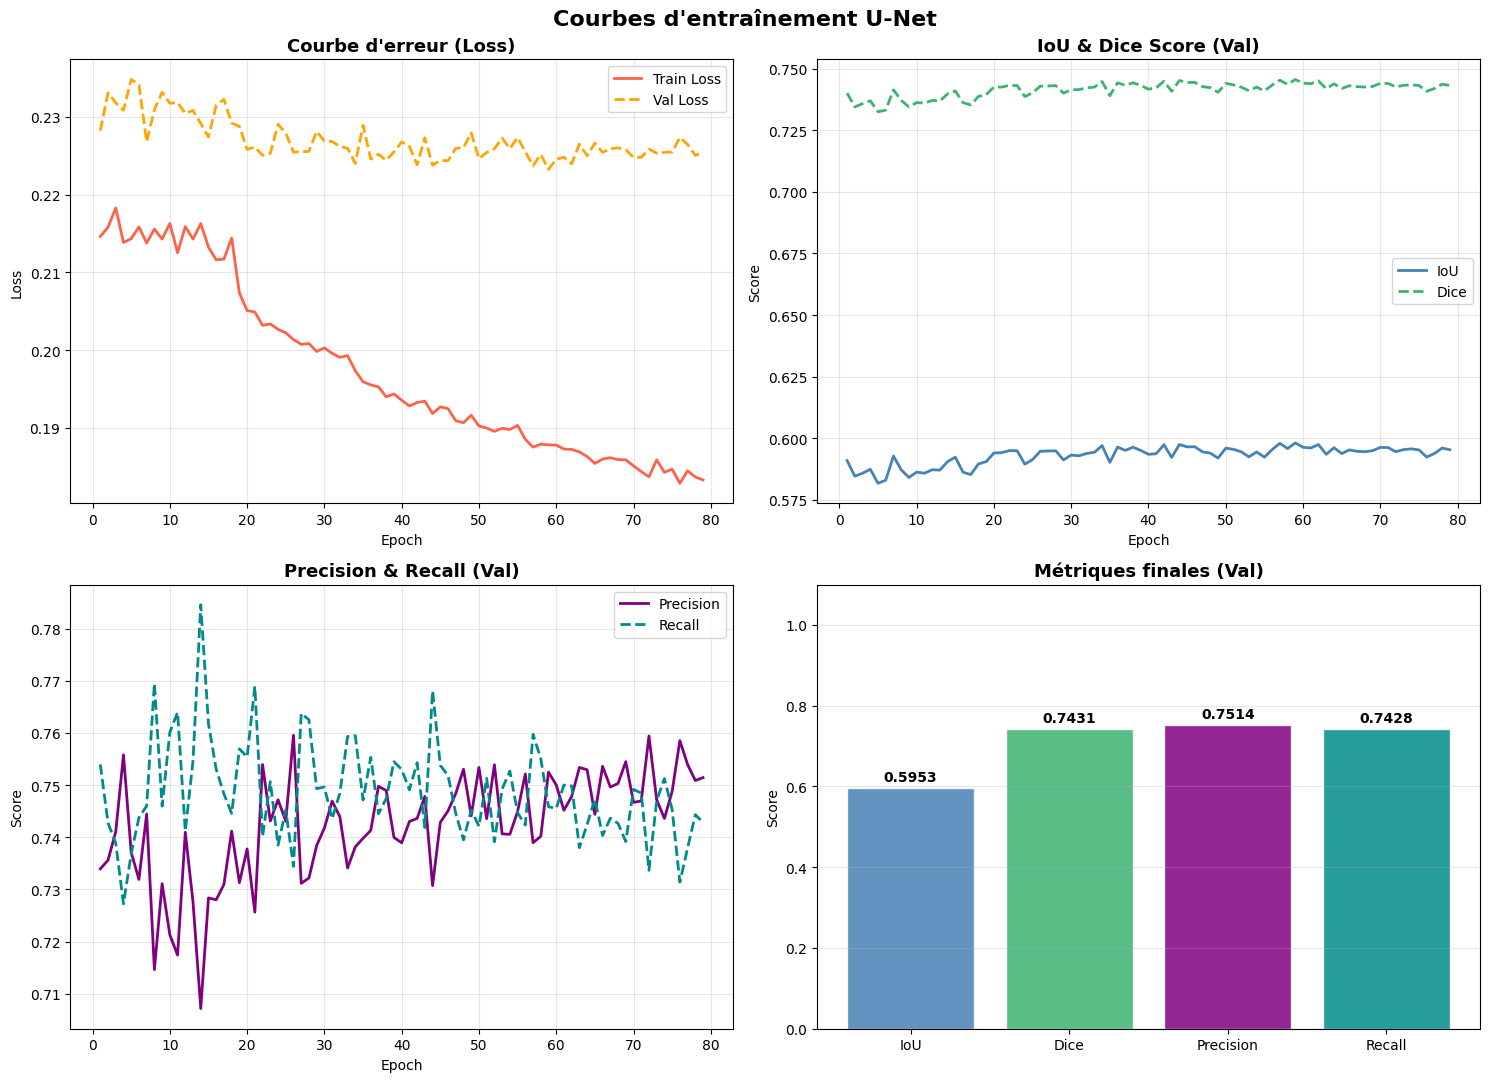 Courbes d'entraînement U-Net
Courbe d'erreur (Loss)
Train Loss
Val Loss
0.23
0.22
0.21
0.20
0.19
Loss
0 10 20 30 40 50 60 70 80
Epoch
IoU & Dice Score (Val)
IoU
Dice
0.750
0.725
0.700
0.675
0.650
0.625
0.600
0.575
Score
0 10 20 30 40 50 60 70 80
Epoch
Precision & Recall (Val)
Precision
Recall
0.78
0.77
0.76
0.75
0.74
0.73
0.72
0.71
Score
0 10 20 30 40 50 60 70 80
Epoch
Métriques finales (Val)
1.0
0.8
0.6
0.4
0.2
0.0
Score
0.5953
0.7431
0.7514
0.7428
IoU Dice Precision Recall